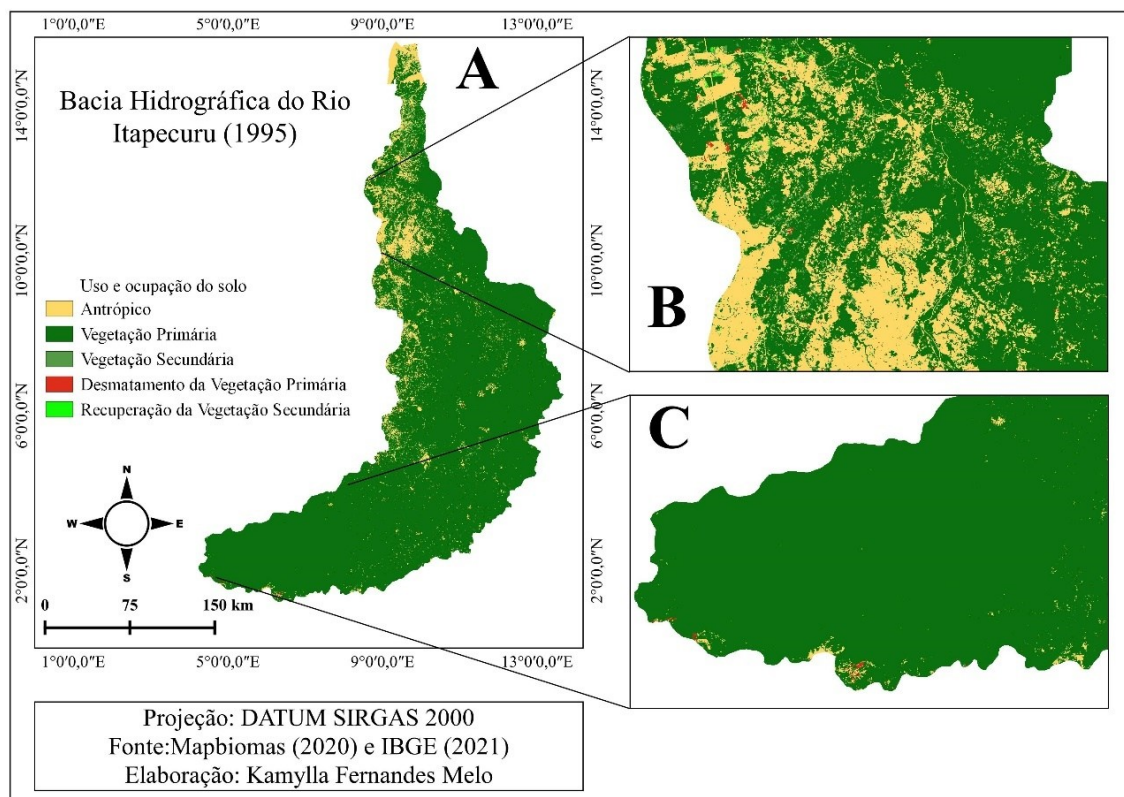 1°0'0,0"E 5°0'0,0"E 9°0'0,0"E 13°0'0,0"E
A
Bacia Hidrográfica do Rio
Itapecuru (1995)
14°0'0,0"N
10°0'0,0"N
6°0'0,0"N
2°0'0,0"N
Uso e ocupação do solo
Antrópico
Vegetação Primária
Vegetação Secundária
Desmatamento da Vegetação Primária
Recuperação da Vegetação Secundária
N
W E
S
0 75 150 km
14°0'0,0"N
10°0'0,0"N
6°0'0,0"N
2°0'0,0"N
1°0'0,0"E 5°0'0,0"E 9°0'0,0"E 13°0'0,0"E
B
C
Projeção: DATUM SIRGAS 2000
Fonte:Mapbiomas (2020) e IBGE (2021)
Elaboração: Kamylla Fernandes Melo